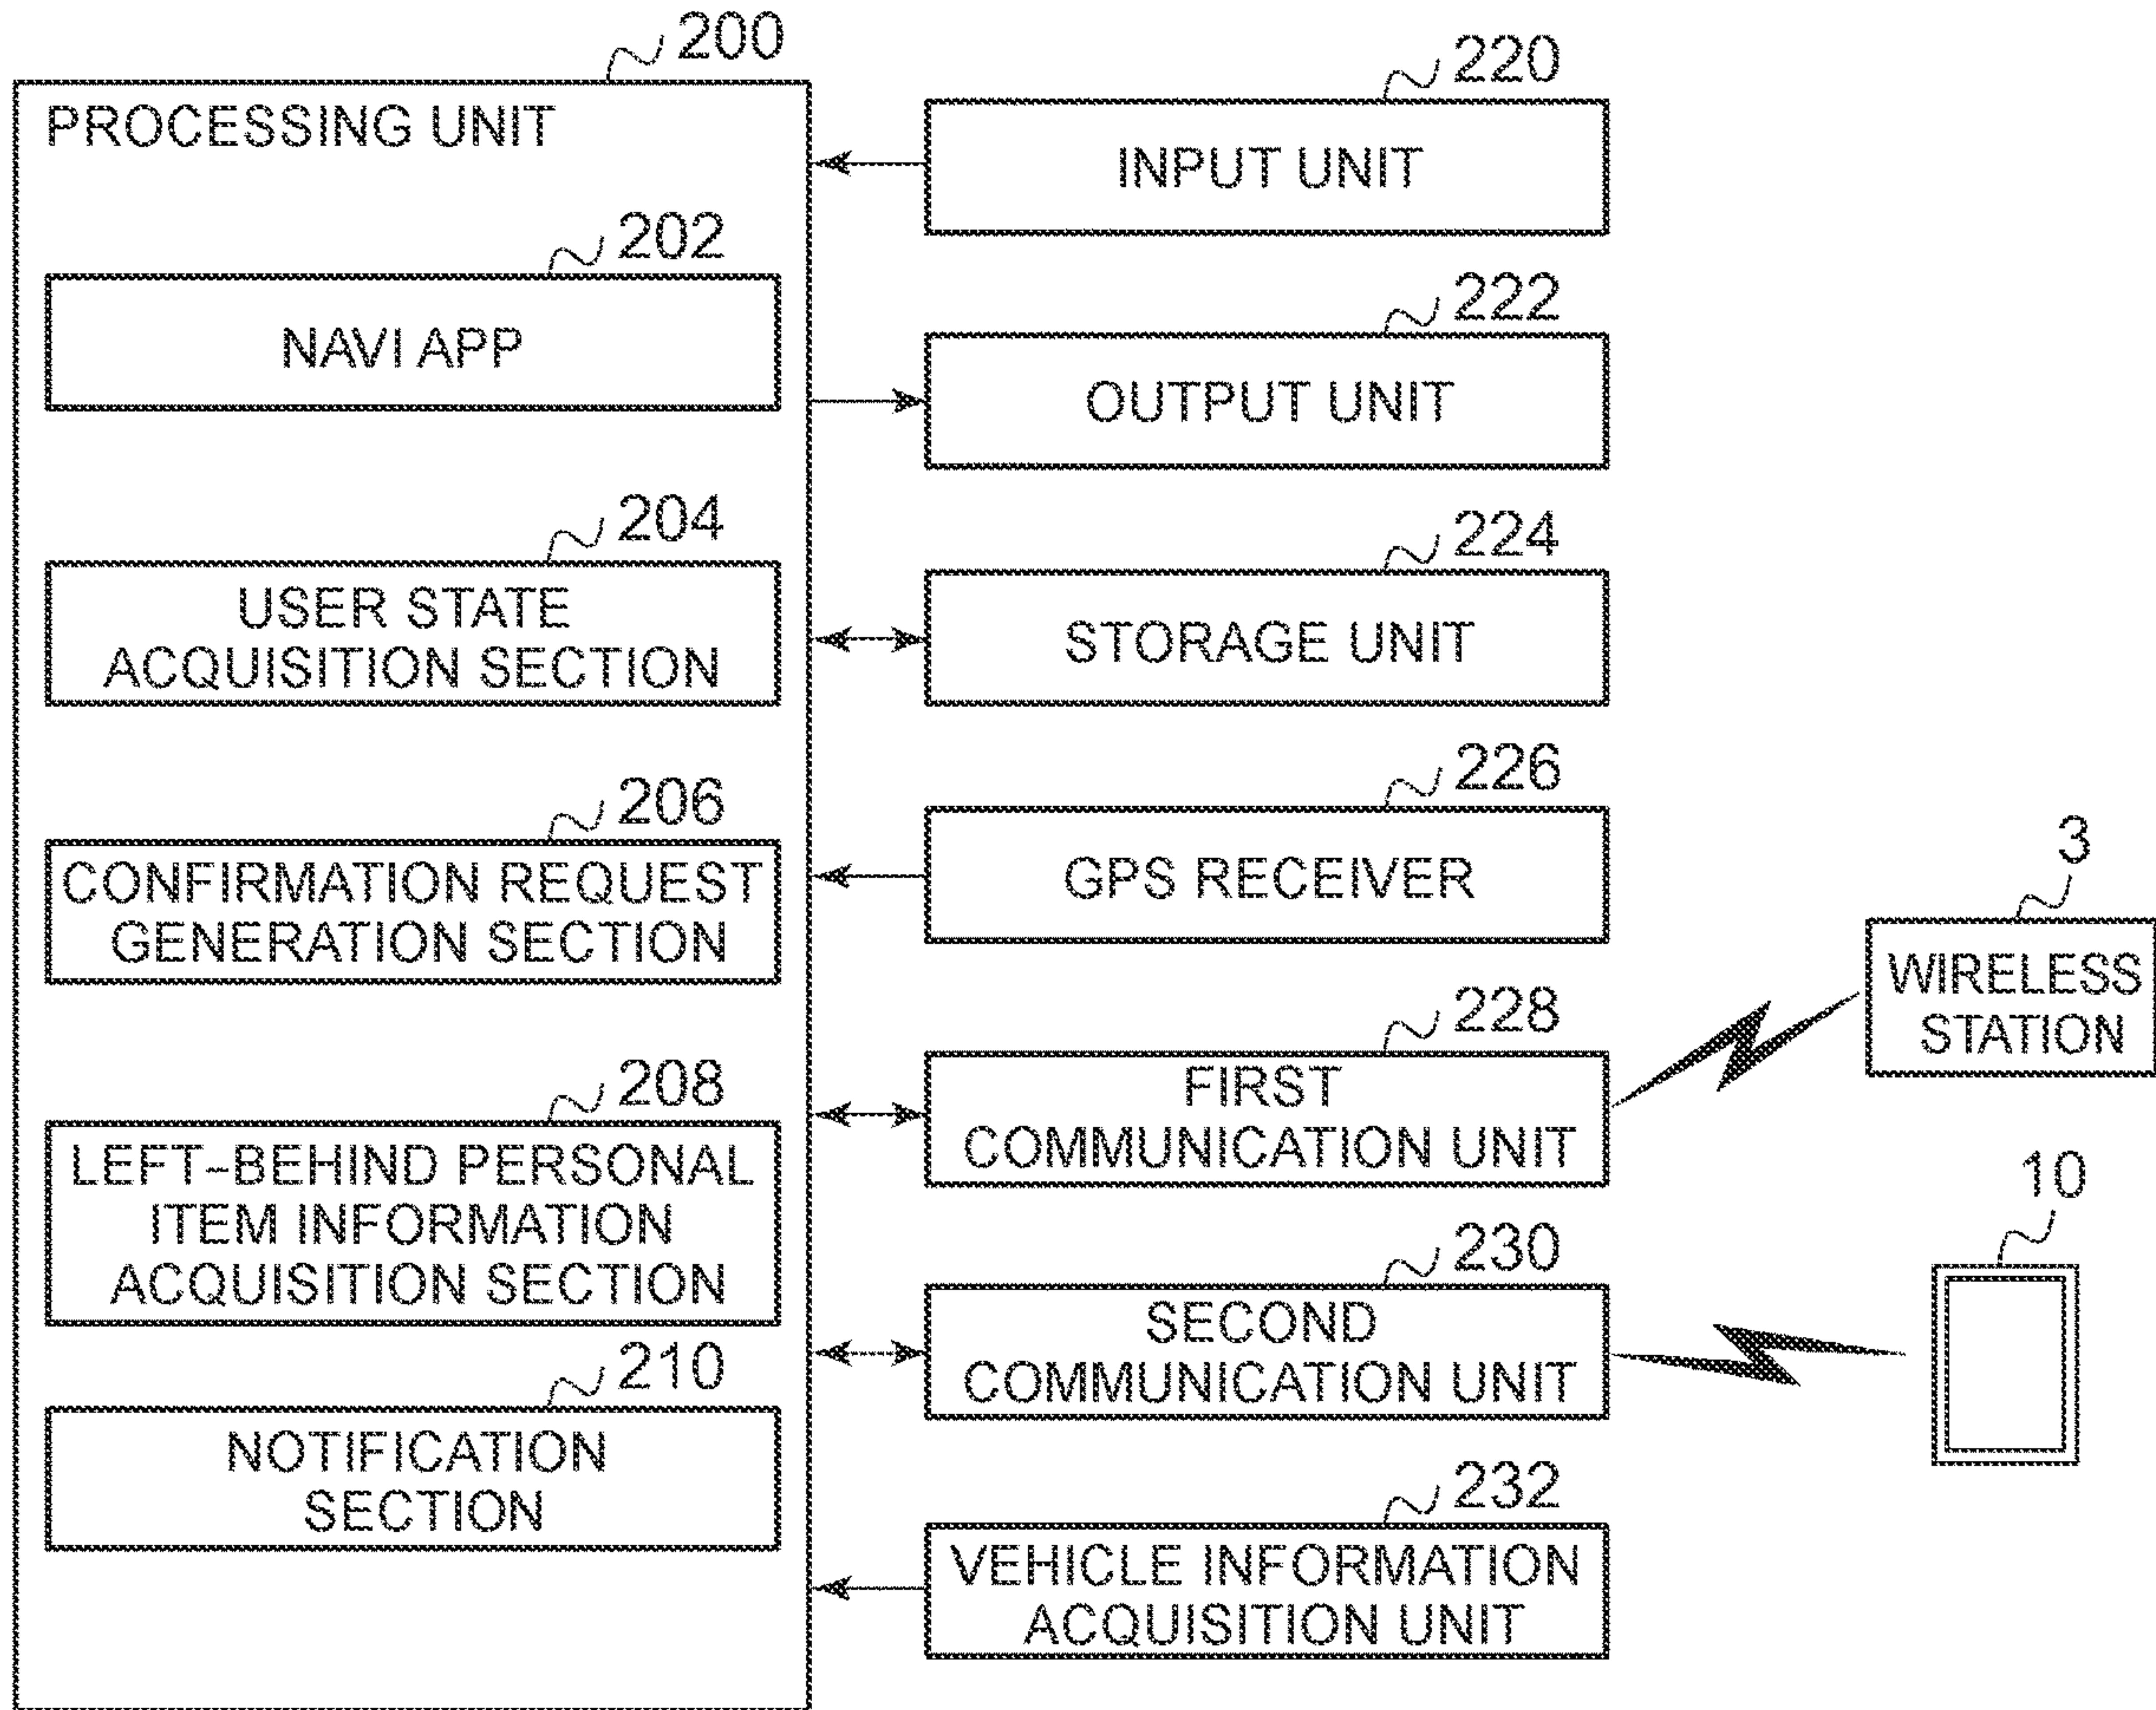 200
PROCESSING UNIT
202
NAVI APP
204
USER STATE
ACQUISITION SECTION
206
CONFIRMATION REQUEST
GENERATION SECTION
208
LEFT-BEHIND PERSONAL
ITEM INFORMATION
ACQUISITION SECTION
210
NOTIFICATION
SECTION
220
INPUT UNIT
222
OUTPUT UNIT
224
STORAGE UNIT
226
GPS RECEIVER
228
FIRST
COMMUNICATION UNIT
230
SECOND
COMMUNICATION UNIT
232
VEHICLE INFORMATION
ACQUISITION UNIT
3
WIRELESS
STATION
10